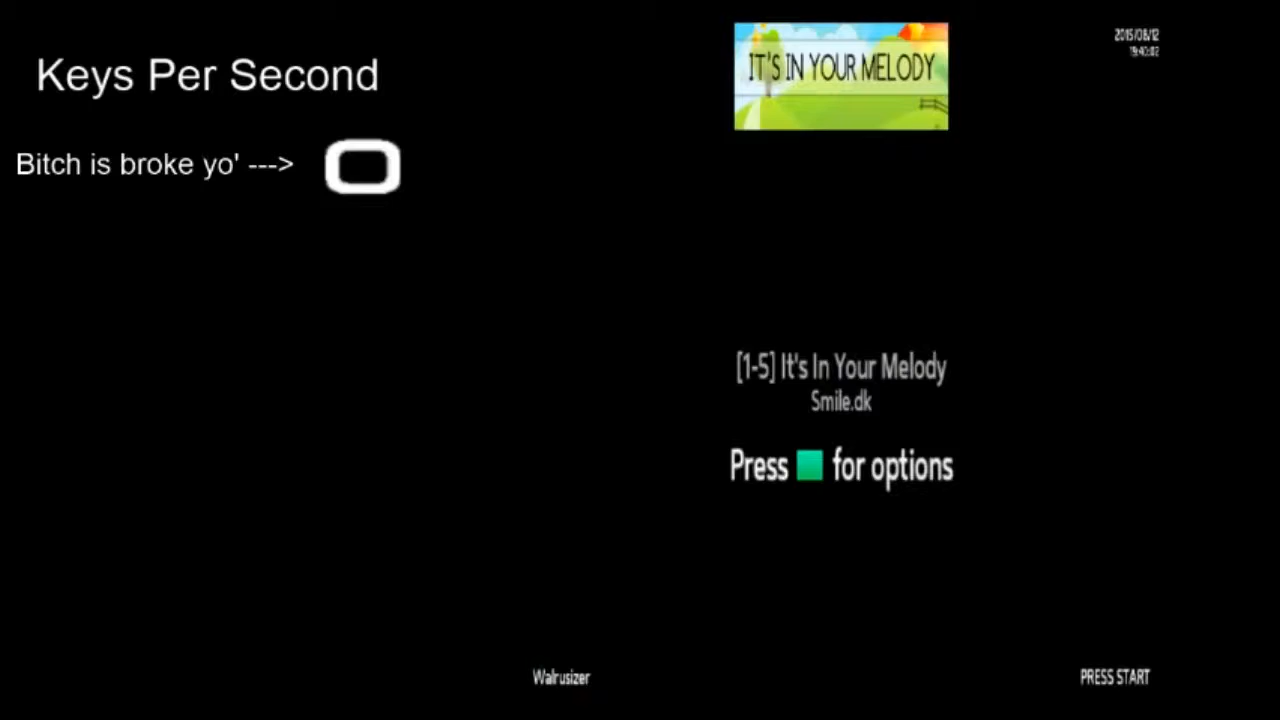 Keys Per Second
Bitch is broke yo' --->
0
IT'S IN YOUR MELODY
2015/08/12
19:40:02
[1-5] It's In Your Melody
Smile.dk
Press for options
Walrusizer
PRESS START